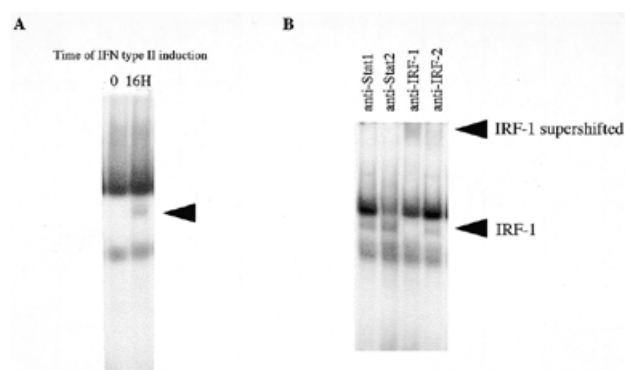 A
Time of IFN type II induction
0 16H
B
anti-Stat1
anti-Stat2
anti-IRF-1
anti-IRF-2
IRF-1 supershifted
IRF-1